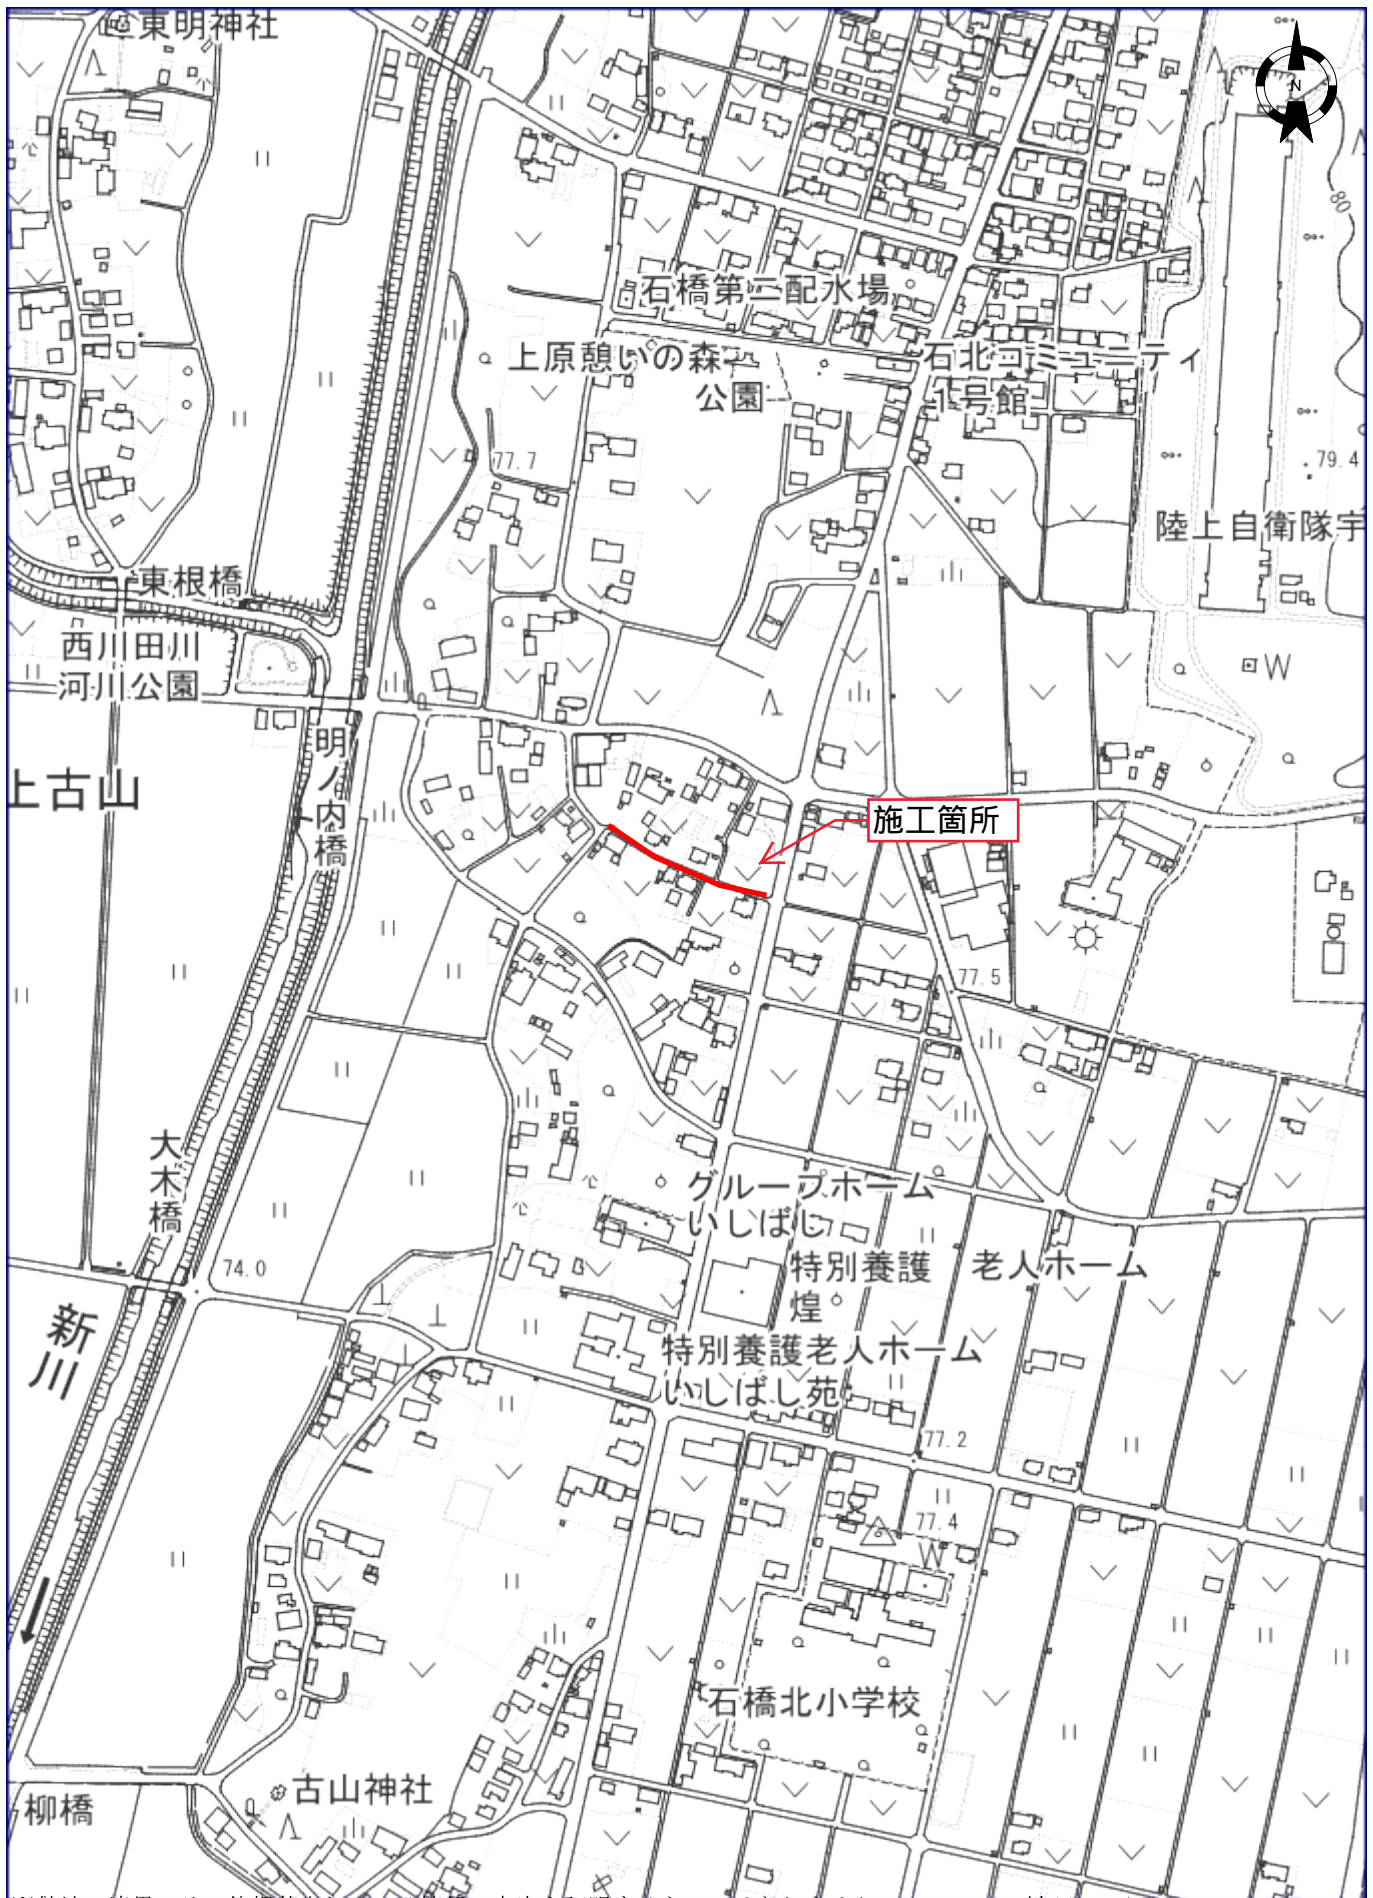 東明神社
N
80
石橋第二配水場
上原憩いの森
公園
石北コミュニティ
1号館
77.7
79.4
陸上自衛隊宇
東根橋
西川田川
河川公園
W
明ノ内橋
上古山
施工箇所
77.5
大木橋
グループホーム
いしばし
74.0
特別養護 老人ホーム
煌
新川
特別養護老人ホーム
いしばし苑
77.2
77.4
W
石橋北小学校
古山神社
柳橋